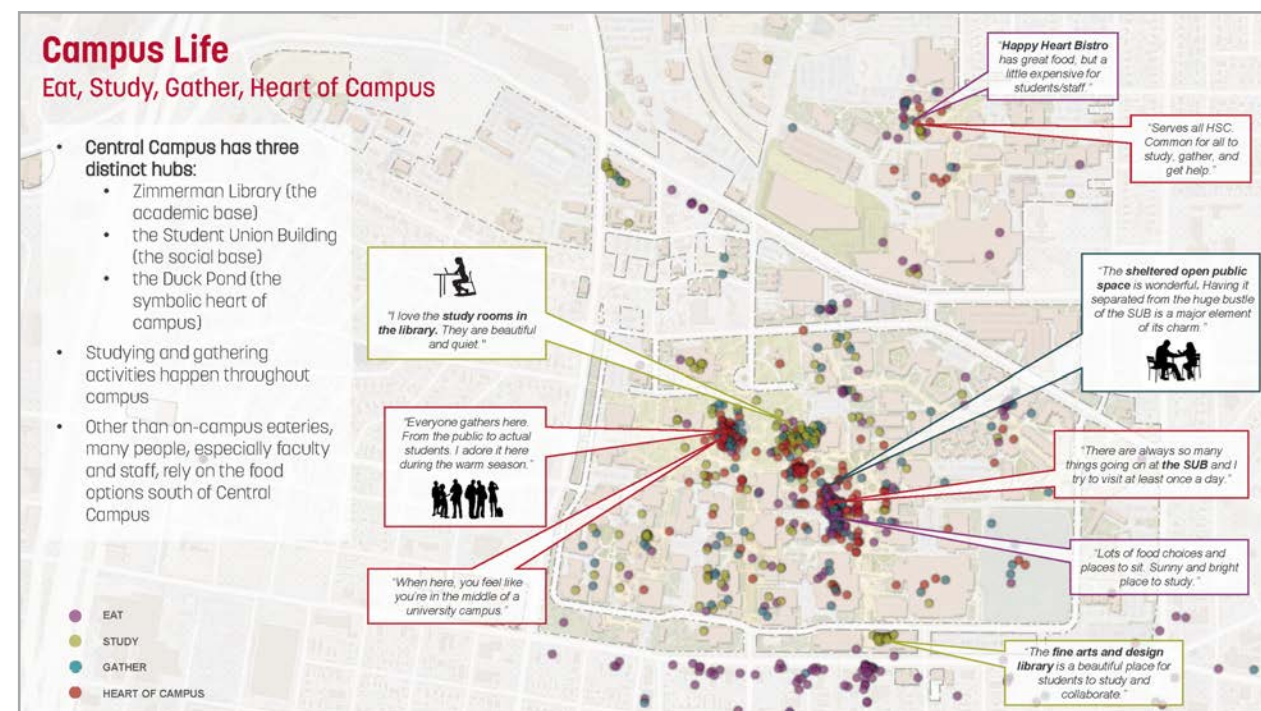 Campus Life
Eat, Study, Gather, Heart of Campus
• Central Campus has three
distinct hubs:
• Zimmerman Library (the
academic base)
• the Student Union Building
(the social base)
• the Duck Pond (the
symbolic heart of
campus)
• Studying and gathering
activities happen throughout
campus
• Other than on-campus eateries,
many people, especially faculty
and staff, rely on the food
options south of Central
Campus
EAT
STUDY
GATHER
HEART OF CAMPUS
"I love the study rooms in
the library. They are beautiful
and quiet."
"Everyone gathers here.
From the public to actual
students. I adore it here
during the warm season."
"When here, you feel like
you're in the middle of a
university campus."
"Happy Heart Bistro
has great food, but a
little expensive for
students/staff."
"Serves all HSC.
Common for all to
study, gather, and
get help."
"The sheltered open public
space is wonderful. Having it
separated from the huge bustle
of the SUB is a major element
of its charm."
"There are always so many
things going on at the SUB and I
try to visit at least once a day."
"Lots of food choices and
places to sit. Sunny and bright
place to study."
"The fine arts and design
library is a beautiful place for
students to study and
collaborate."